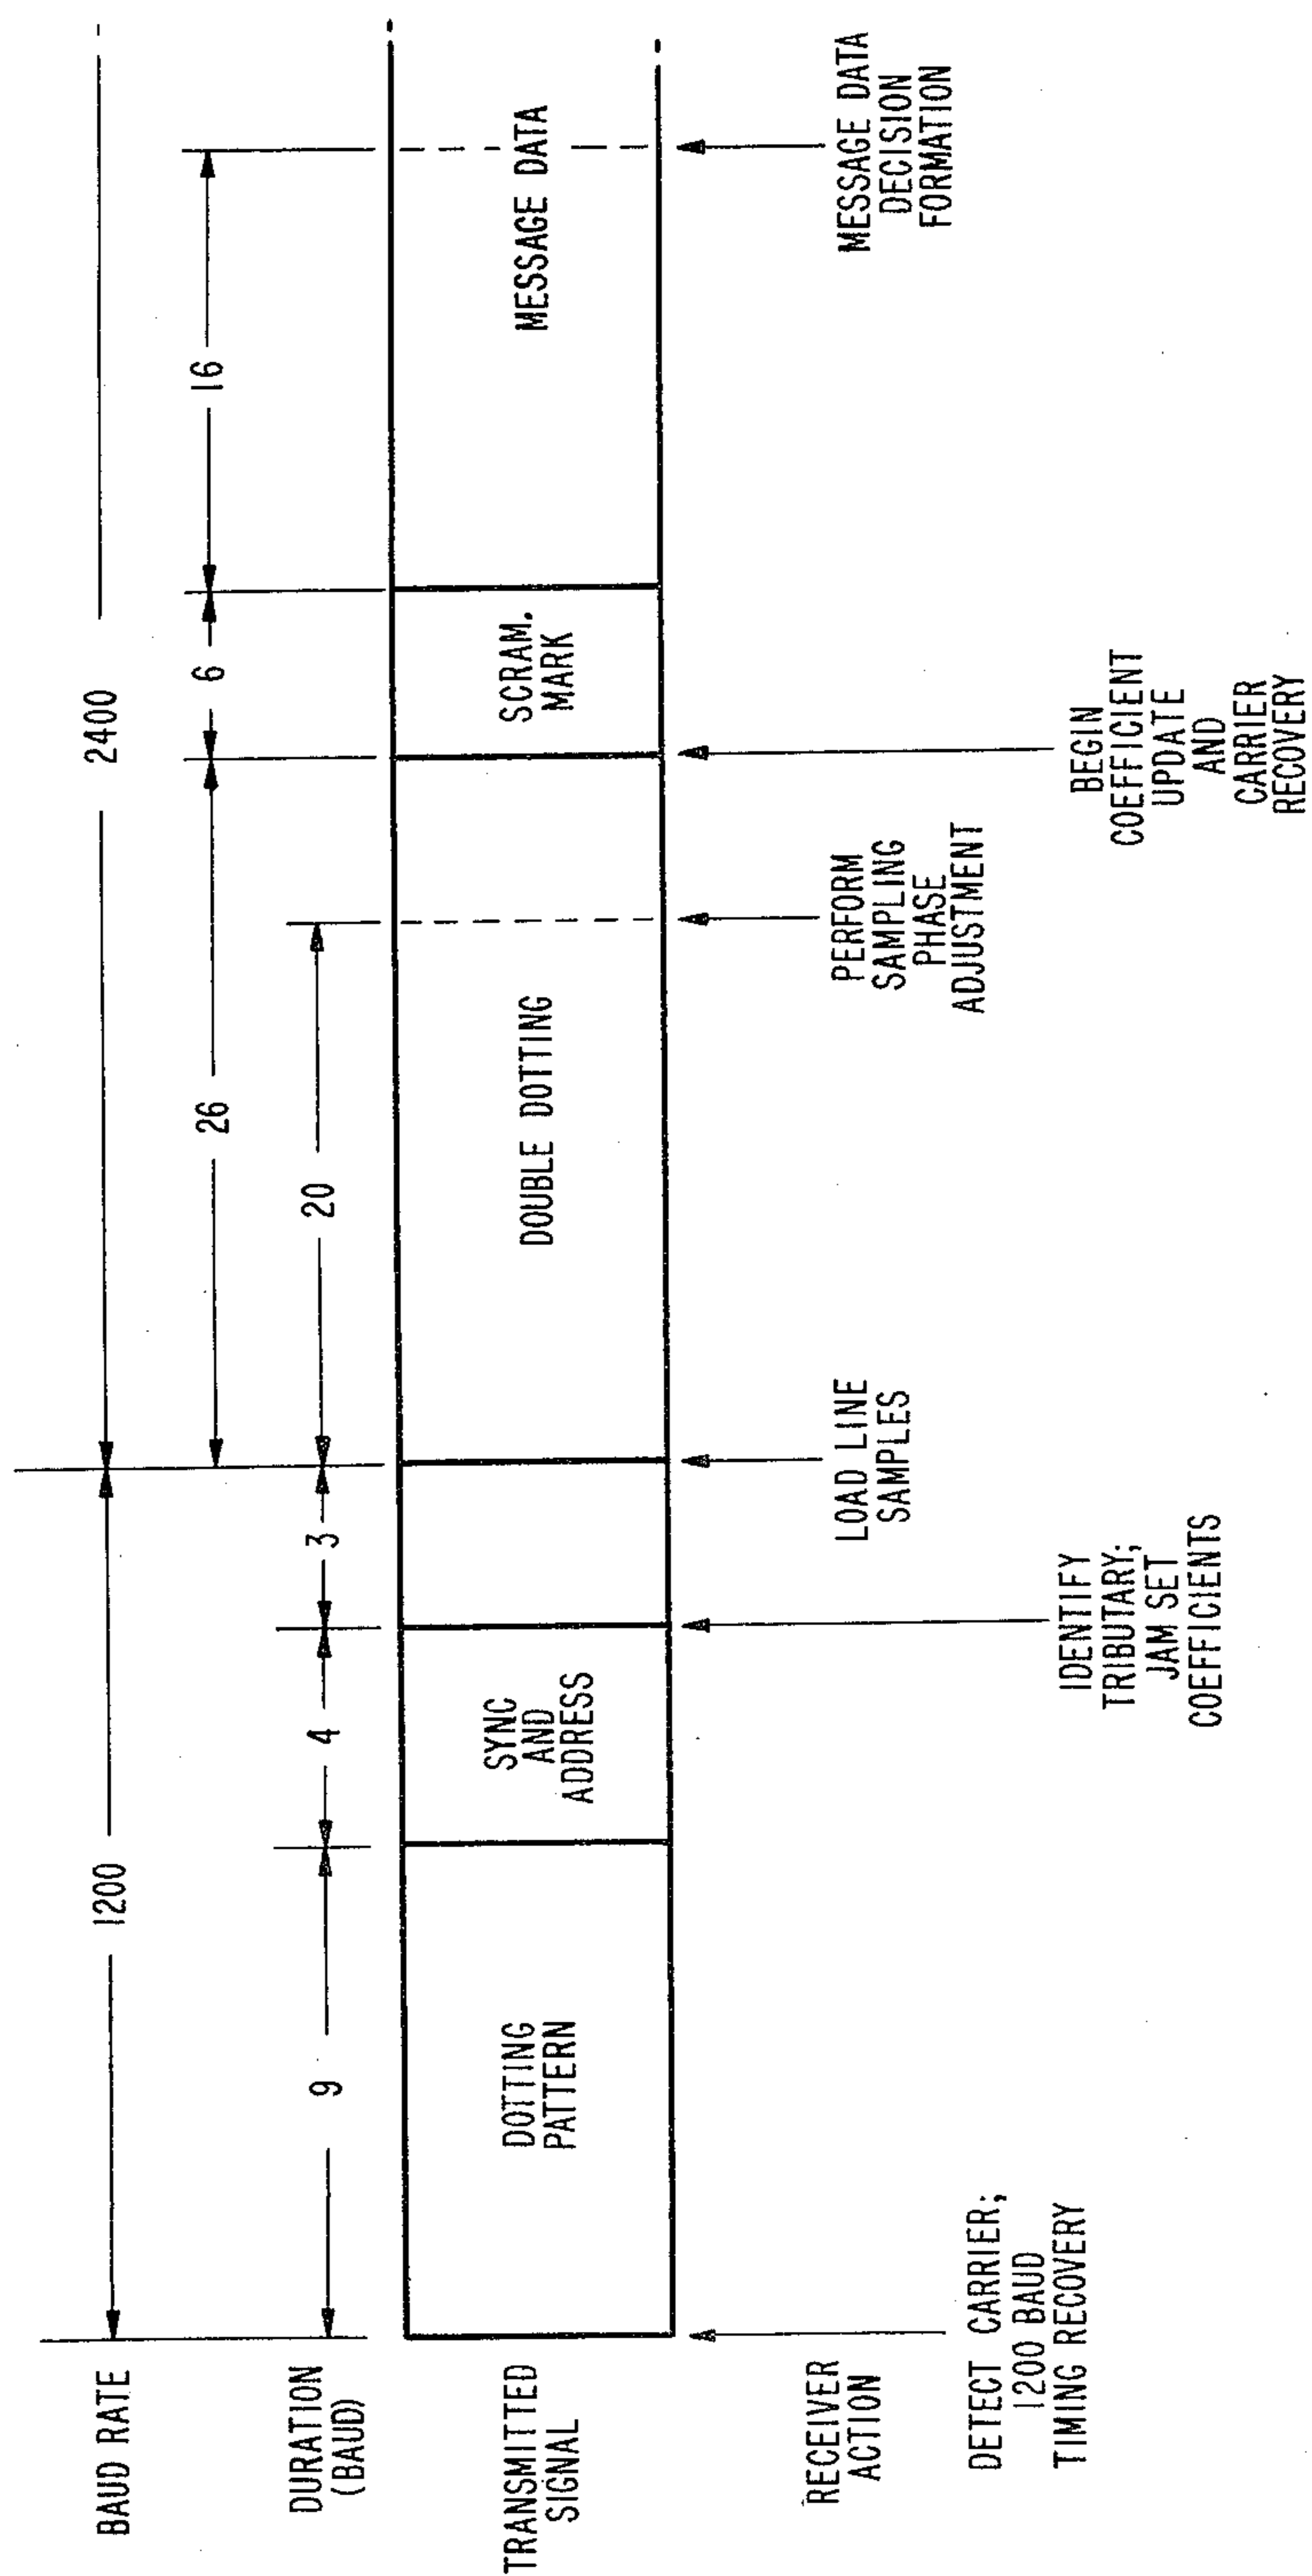 BAUD RATE
1200
2400
DURATION
(BAUD)
9
4
3
20
26
6
16
TRANSMITTED
SIGNAL
DOTTING
PATTERN
SYNC
AND
ADDRESS
DOUBLE DOTTING
SCRAM.
MARK
MESSAGE DATA
RECEIVER
ACTION
DETECT CARRIER;
1200 BAUD
TIMING RECOVERY
IDENTIFY
TRIBUTARY;
JAM SET
COEFFICIENTS
LOAD LINE
SAMPLES
PERFORM
SAMPLING
PHASE
ADJUSTMENT
BEGIN
COEFFICIENT
UPDATE
AND
CARRIER
RECOVERY
MESSAGE DATA
DECISION
FORMATION